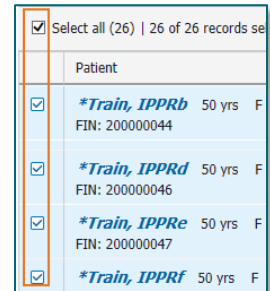 Select all (26) | 26 of 26 records sel
Patient
*Train, IPPRb 50 yrs F
FIN: 200000044
*Train, IPPRd 50 yrs F
FIN: 200000046
*Train, IPPRe 50 yrs F
FIN: 200000047
*Train, IPPRf 50 yrs F